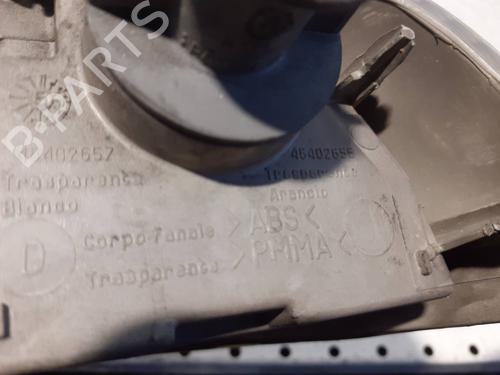 B-PARTS
46402657 46402656
Trasparente Trasparente
Bianco Arancio
Corpo Fanale >ABS<
Trasparente >PMMA<
D